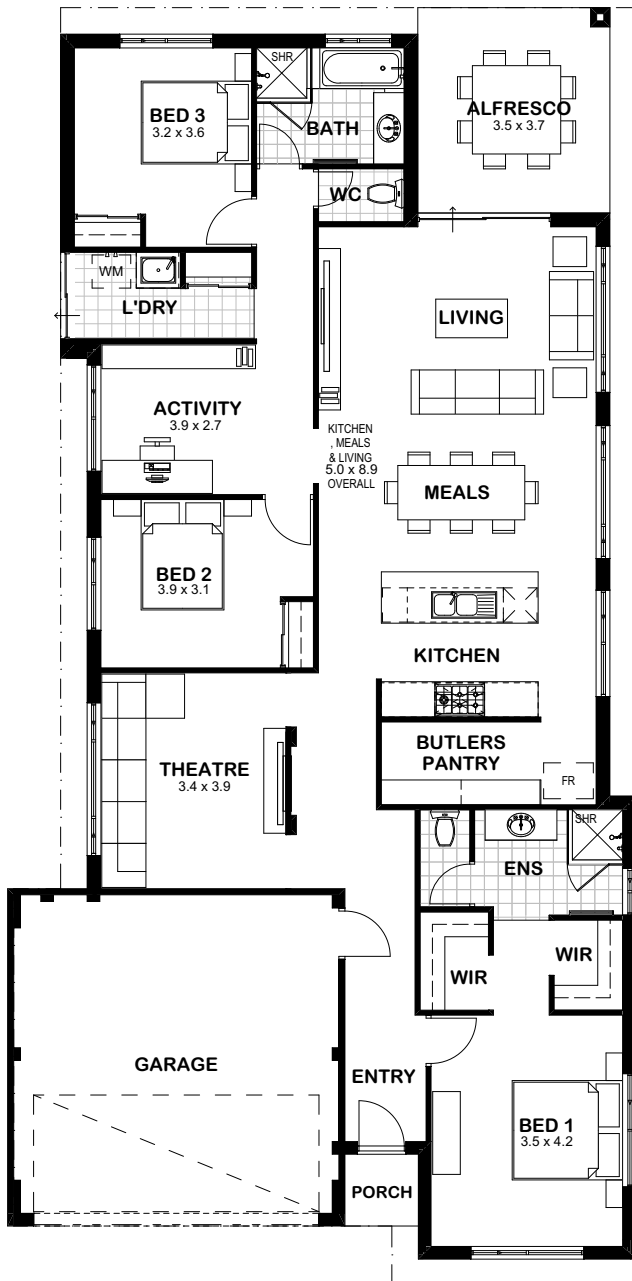 SHR
BED 3
3.2 x 3.6
BATH
ALFRESCO
3.5 x 3.7
WC
WM
L'DRY
LIVING
ACTIVITY
3.9 x 2.7
KITCHEN
, MEALS
& LIVING
5.0 x 8.9
OVERALL
MEALS
BED 2
3.9 x 3.1
KITCHEN
THEATRE
3.4 x 3.9
BUTLERS
PANTRY
FR
SHR
ENS
WIR
WIR
GARAGE
ENTRY
BED 1
3.5 x 4.2
PORCH